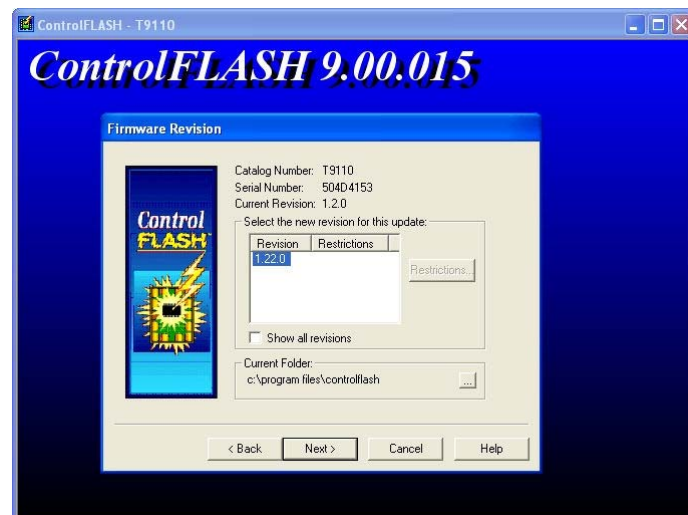 ControlFLASH - T9110
ControlFLASH 9.00.015
Firmware Revision
Control
FLASH
Catalog Number: T9110
Serial Number: 504D4153
Current Revision: 1.2.0
Select the new revision for this update:
Revision Restrictions
1.22.0
Restrictions...
Show all revisions
Current Folder:
c:\program files\controlflash
...
< Back Next > Cancel Help